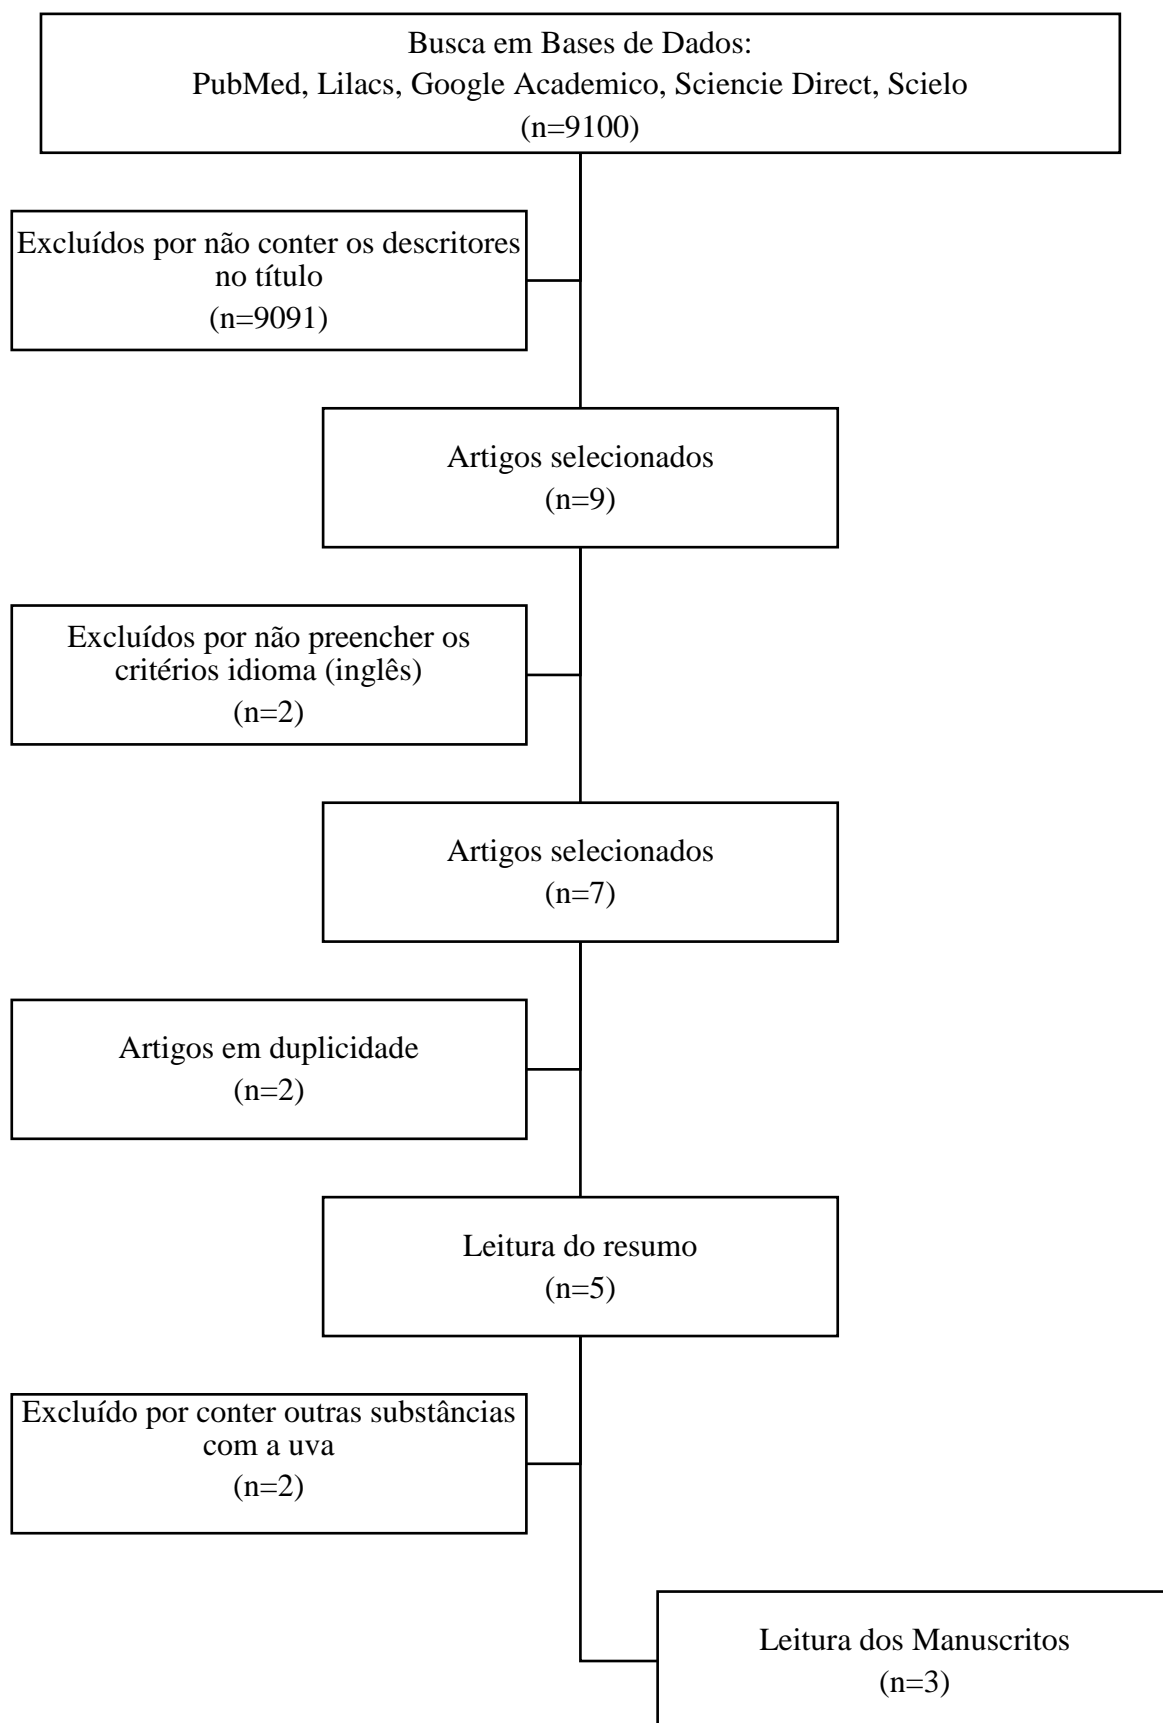 Busca em Bases de Dados:
PubMed, Lilacs, Google Academico, Sciencie Direct, Scielo
(n=9100)
Excluídos por não conter os descritores
no título
(n=9091)
Artigos selecionados
(n=9)
Excluídos por não preencher os
critérios idioma (inglês)
(n=2)
Artigos selecionados
(n=7)
Artigos em duplicidade
(n=2)
Leitura do resumo
(n=5)
Excluído por conter outras substâncias
com a uva
(n=2)
Leitura dos Manuscritos
(n=3)